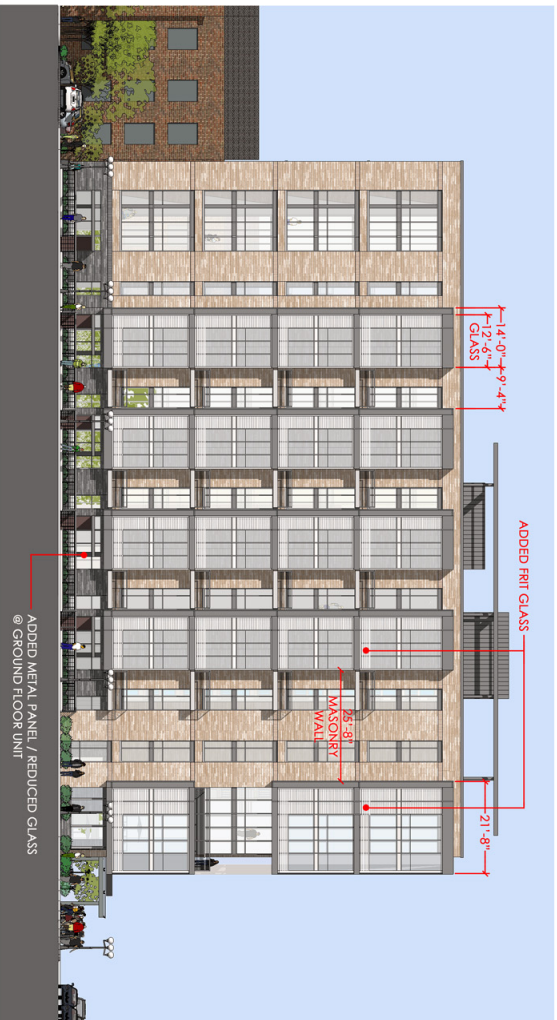 14'-0"
9'-4"
12'-6"
GLASS
ADDED FRIT GLASS
21'-8"
25'-8"
MASONRY
WALL
ADDED METAL PANEL / REDUCED GLASS
@ GROUND FLOOR UNIT